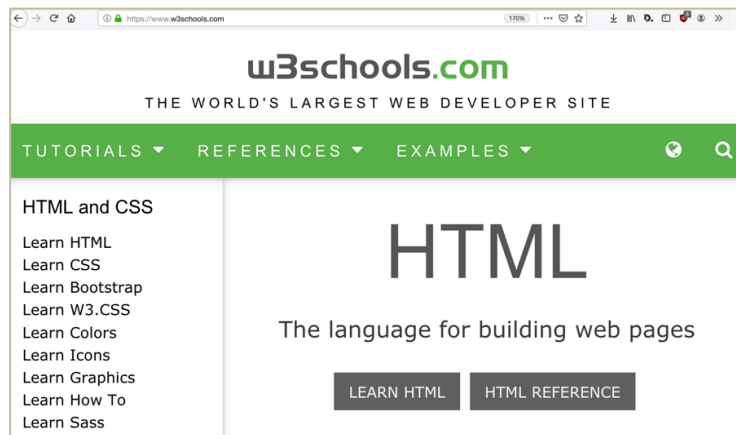 https://www.w3schools.com
170%
w3schools.com
THE WORLD'S LARGEST WEB DEVELOPER SITE
TUTORIALS REFERENCES EXAMPLES
HTML and CSS
Learn HTML
Learn CSS
Learn Bootstrap
Learn W3.CSS
Learn Colors
Learn Icons
Learn Graphics
Learn How To
Learn Sass
HTML
The language for building web pages
LEARN HTML HTML REFERENCE